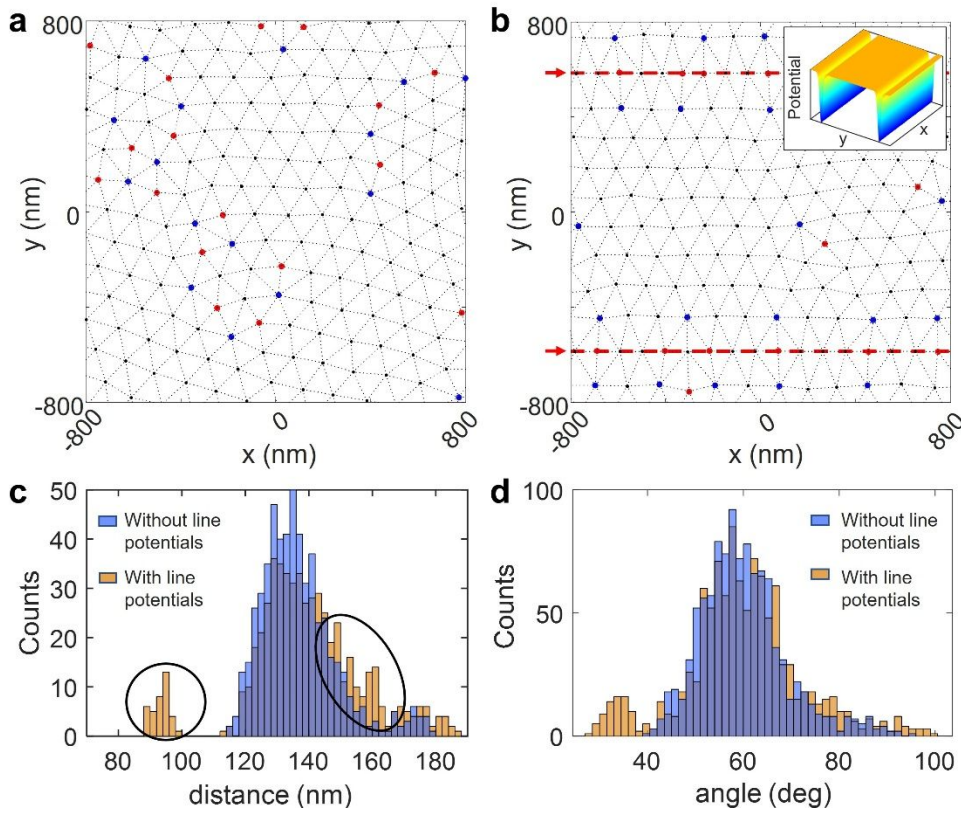 a
800
0
-800
y (nm)
-800
0
800
x (nm)
b
800
0
-800
y (nm)
-800
0
800
x (nm)
Potential
y
x
c
50
40
30
20
10
0
Counts
Without line
potentials
With line
potentials
80
100
120
140
160
180
distance (nm)
d
100
50
0
Counts
Without line
potentials
With line
potentials
40
60
80
100
angle (deg)